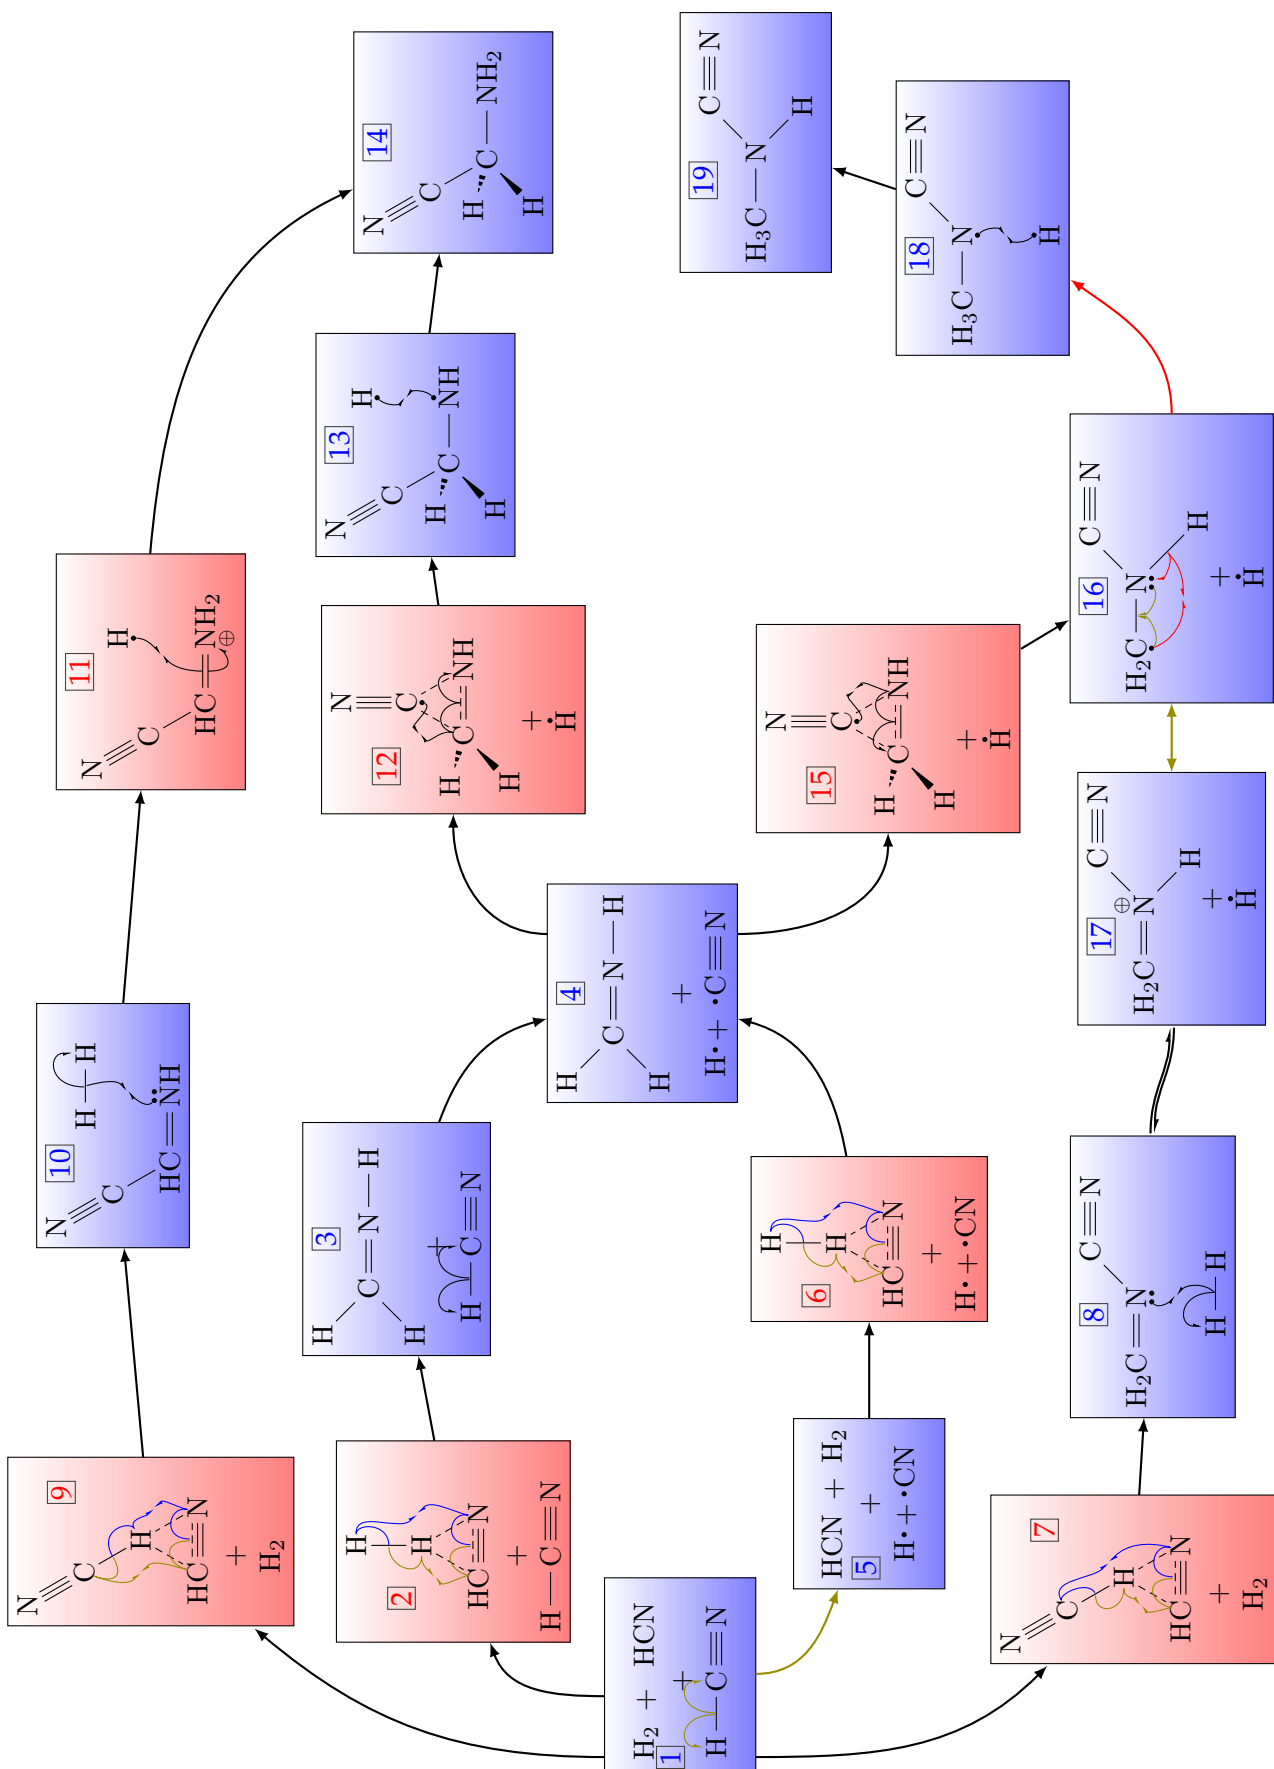 1
H₂ + HCN
+
H C N
2
H
H
HC N
+
H C N
3
H
H C N H
+
H C N
4
H
H C N H
+
H• + •C N
5
HCN + H₂
+
H• + •CN
6
H
H
HC N
+
H• + •CN
7
N C
H
HC N
+
H₂
8
H₂C N C N
H H
9
N C
H
HC N
+
H₂
10
N C
HC NH
H H
11
N C
HC NH₂
⊕
H
12
N
C
H C NH
H
+
H
13
N C
H C NH
H
H
14
N C
H C NH₂
H
15
N
C
H C NH
H
+
H
16
H₂C N C N
H
+
H
17
⊕
H₂C N C N
H
+
H
18
H₃C N C N
H
19
H₃C N C N
H